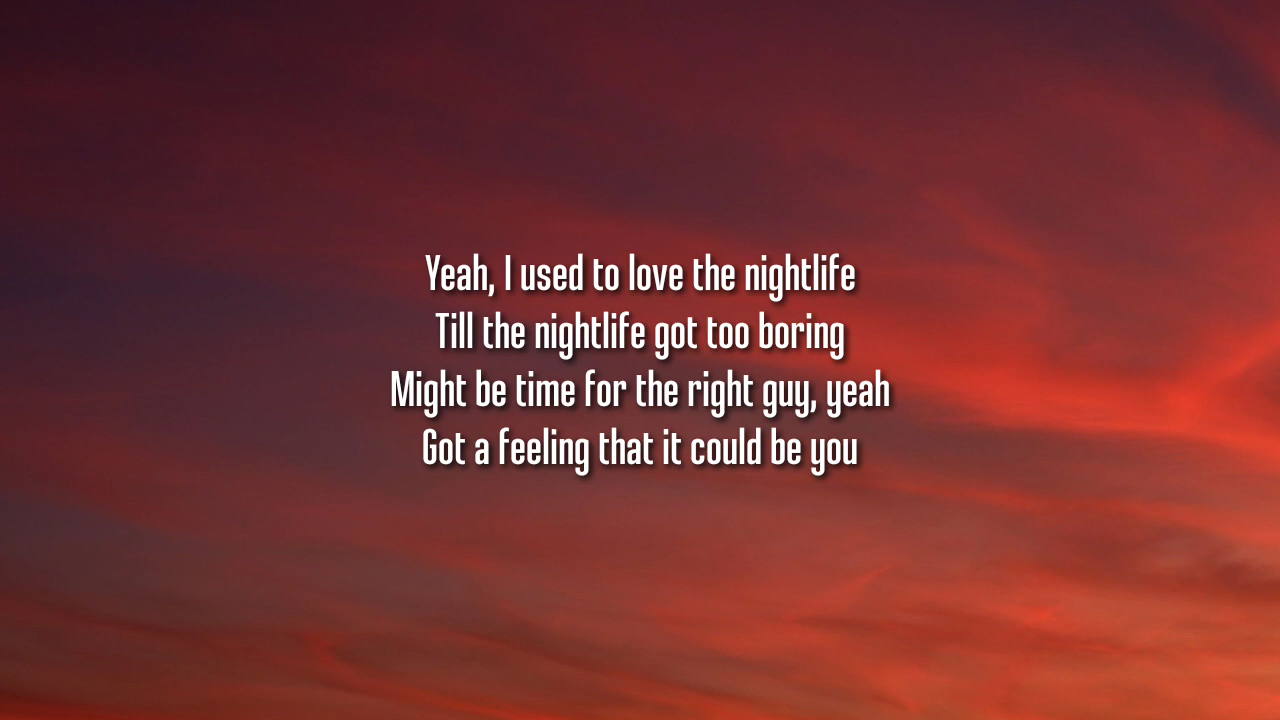 Yeah, I used to love the nightlife
Till the nightlife got too boring
Might be time for the right guy, yeah
Got a feeling that it could be you